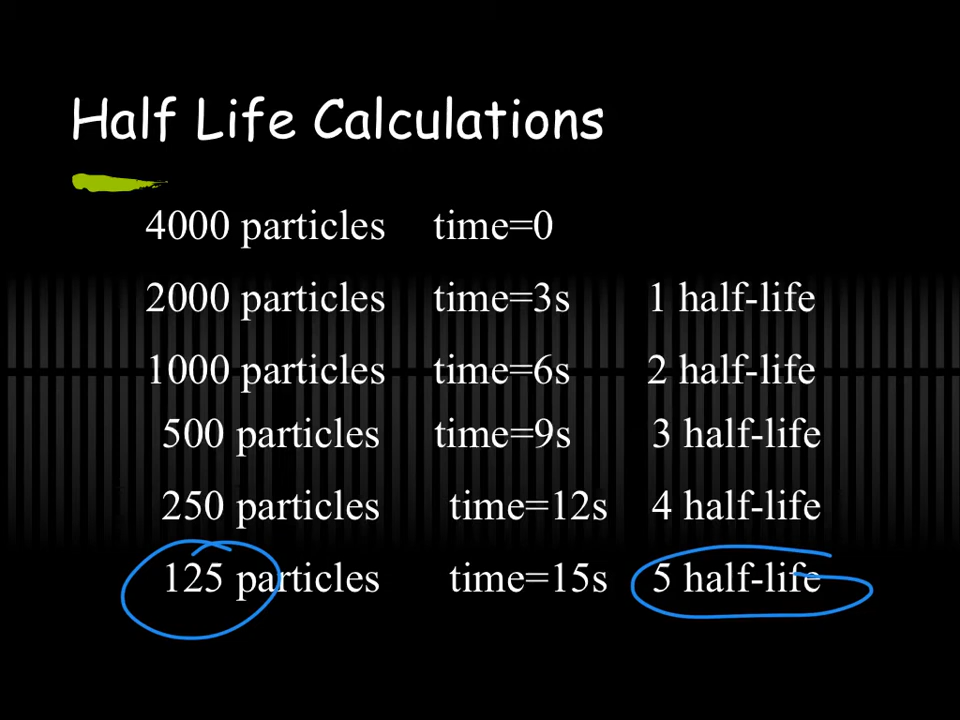 Half Life Calculations
4000 particles time=0
2000 particles time=3s 1 half-life
1000 particles time=6s 2 half-life
500 particles time=9s 3 half-life
250 particles time=12s 4 half-life
125 particles time=15s 5 half-life